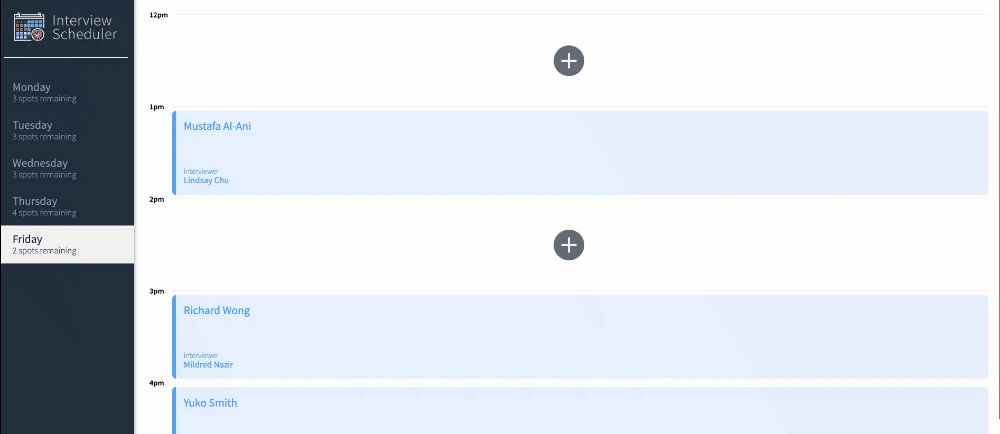 Interview
Scheduler
Monday
3 spots remaining
Tuesday
3 spots remaining
Wednesday
3 spots remaining
Thursday
4 spots remaining
Friday
2 spots remaining
12pm
1pm
Mustafa Al-Ani
Interviewer
Lindsay Chu
2pm
3pm
Richard Wong
Interviewer
Mildred Nazir
4pm
Yuko Smith